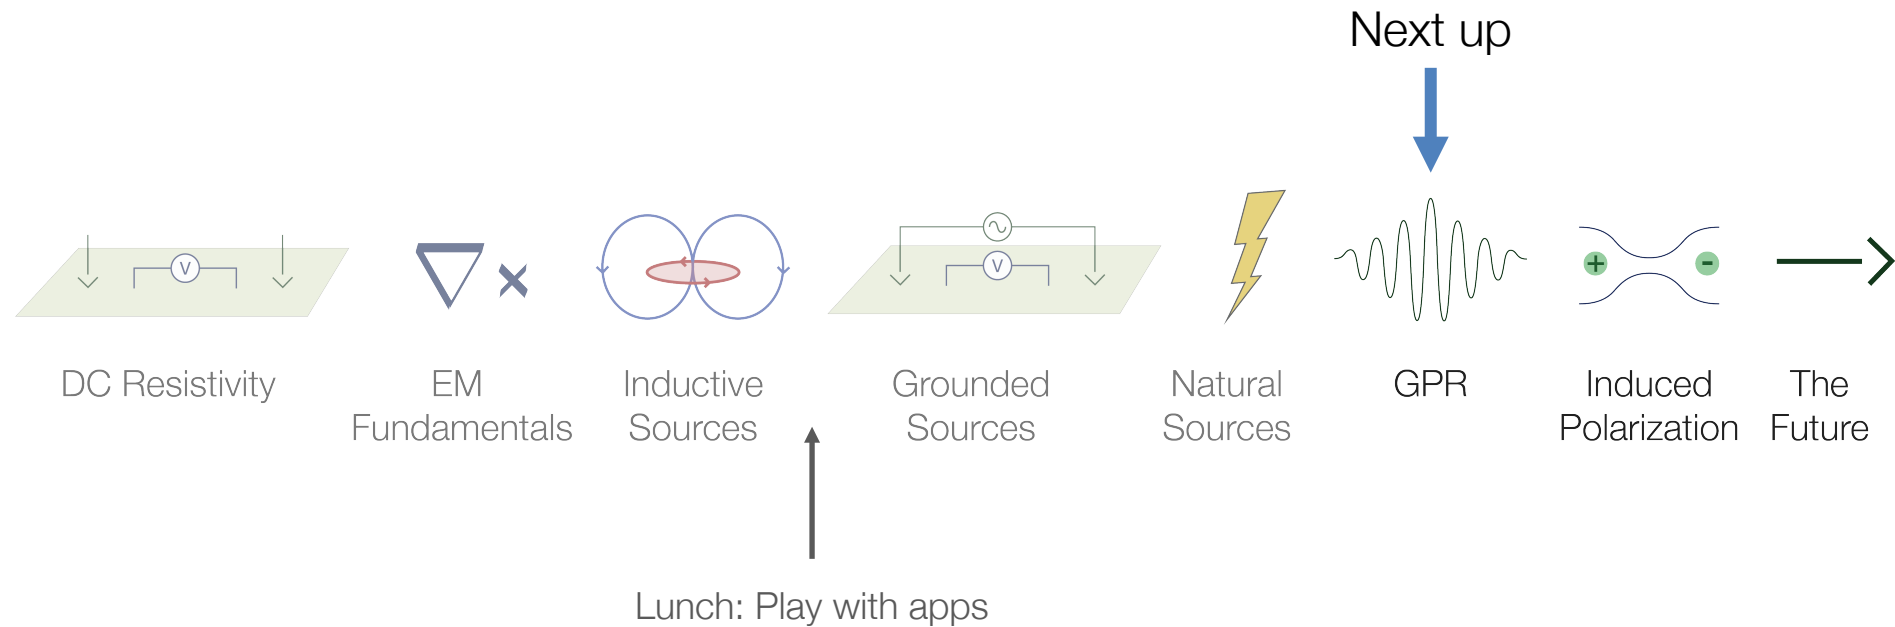 Next up
V
V
+
-
DC Resistivity
EM
Fundamentals
Inductive
Sources
Grounded
Sources
Natural
Sources
GPR
Induced
Polarization
The
Future
Lunch: Play with apps